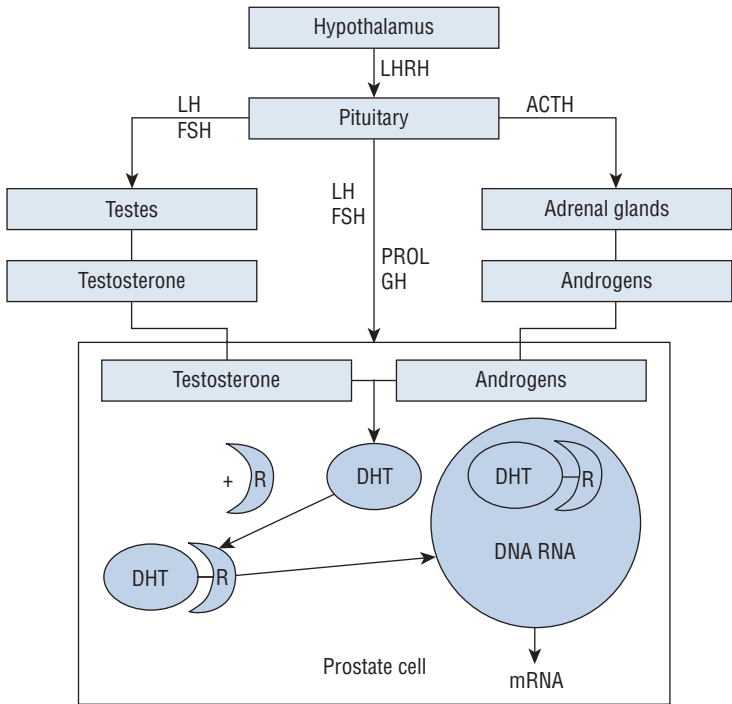 Hypothalamus
LHRH
LH
FSH
Pituitary
ACTH
Testes
LH
FSH
Adrenal glands
Testosterone
PROL
GH
Androgens
Testosterone
Androgens
+
R
DHT
DHT
R
DNA RNA
DHT
R
Prostate cell
mRNA